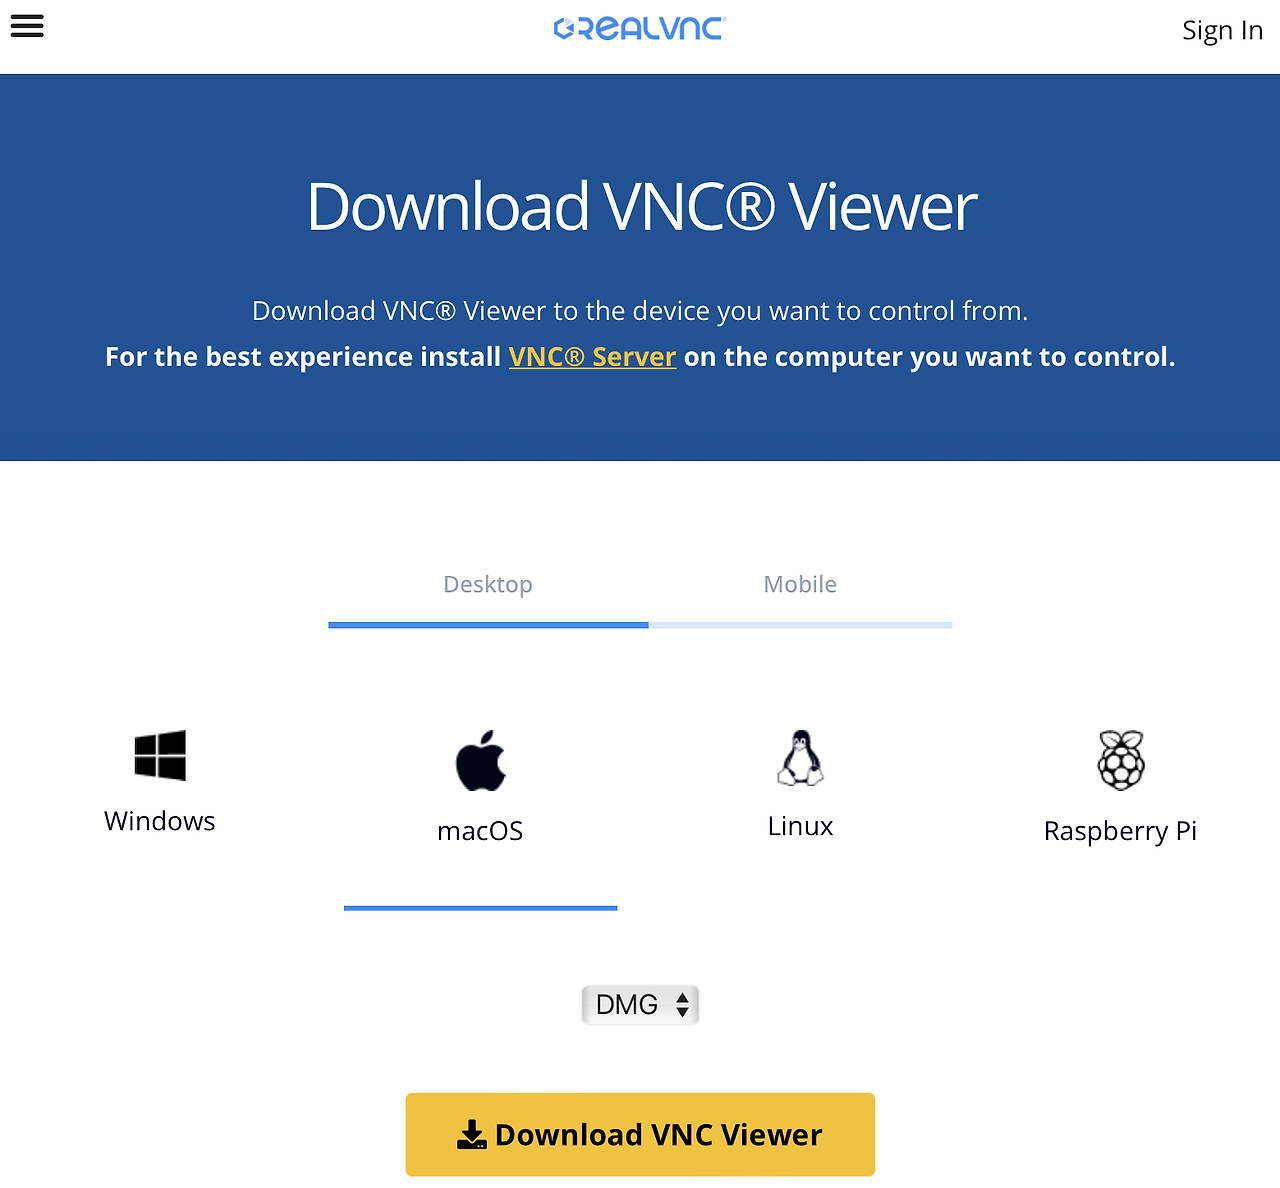 REALVNC®
Sign In
Download VNC® Viewer
Download VNC® Viewer to the device you want to control from.
For the best experience install VNC® Server on the computer you want to control.
Desktop Mobile
Windows macOS Linux Raspberry Pi
DMG
Download VNC Viewer